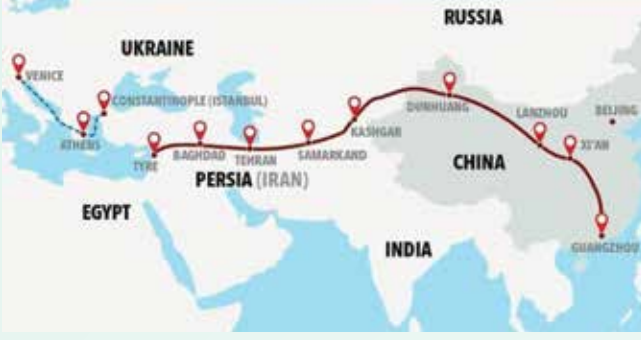 RUSSIA
UKRAINE
VENICE
CONSTANTINOPLE (ISTANBUL)
DUNHUANG
LANZHOU
BEIJING
ATHENS
KASHGAR
XI'AN
TYRE
BAGHDAD
TEHRAN
SAMARKAND
CHINA
PERSIA (IRAN)
EGYPT
INDIA
GUANGZHOU